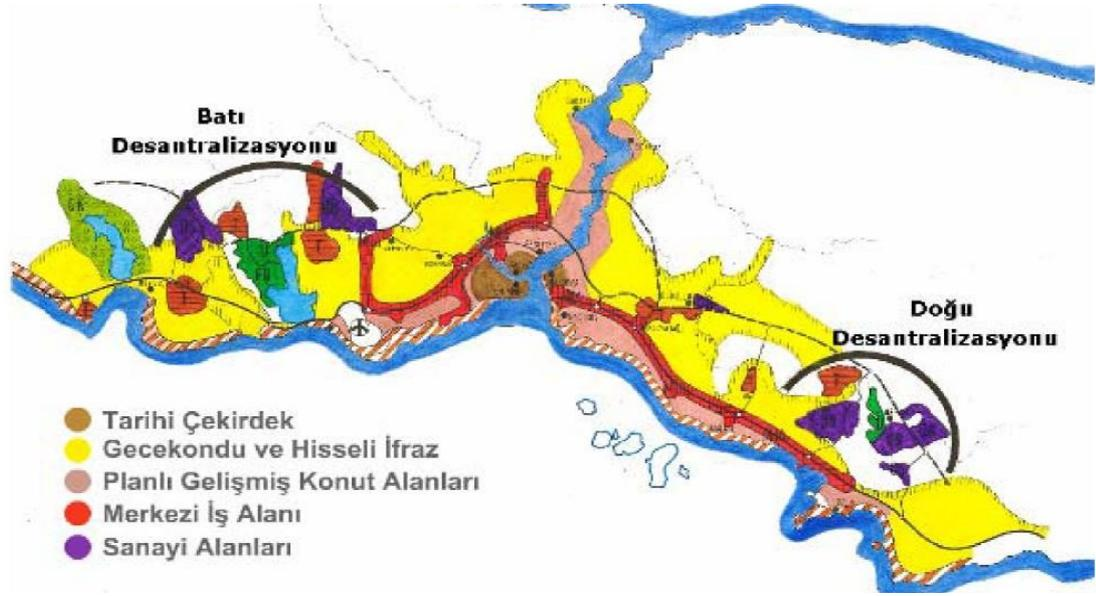 Batı
Desantralizasyonu
Doğu
Desantralizasyonu
Tarihi Çekirdek
Gecekondu ve Hisseli İfraz
Planlı Gelişmiş Konut Alanları
Merkezi İş Alanı
Sanayi Alanları